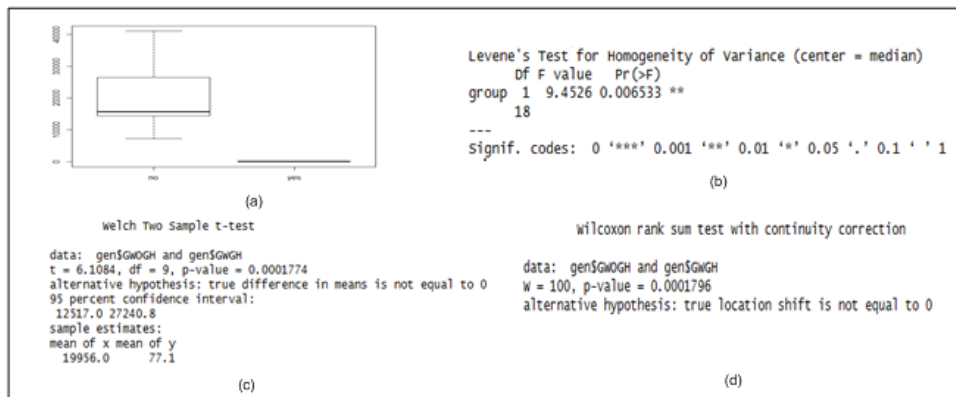 40000
30000
20000
10000
0
no yes
(a)
Levene's Test for Homogeneity of Variance (center = median)
Df F value Pr(>F)
group 1 9.4526 0.006533 **
18
---
Signif. codes: 0 ‘***’ 0.001 ‘**’ 0.01 ‘*’ 0.05 ‘.’ 0.1 ‘ ’ 1
(b)
Welch Two Sample t-test
data: gen$GWOGH and gen$GWGH
t = 6.1084, df = 9, p-value = 0.0001774
alternative hypothesis: true difference in means is not equal to 0
95 percent confidence interval:
12517.0 27240.8
sample estimates:
mean of x mean of y
19956.0 77.1
(c)
Wilcoxon rank sum test with continuity correction
data: gen$GWOGH and gen$GWGH
W = 100, p-value = 0.0001796
alternative hypothesis: true location shift is not equal to 0
(d)